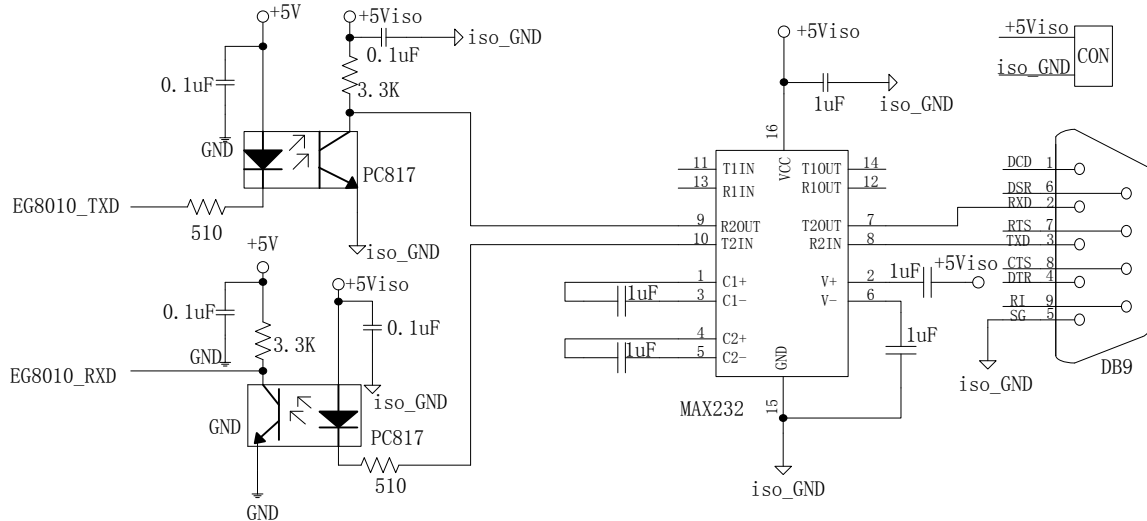 +5V
+5Viso
0.1uF
iso_GND
0.1uF
3.3K
GND
PC817
EG8010_TXD
510
iso_GND
+5V
+5Viso
0.1uF
0.1uF
3.3K
GND
EG8010_RXD
iso_GND
GND
PC817
510
GND
+5Viso
1uF
iso_GND
16
VCC
11
T1IN
T1OUT
14
13
R1IN
R1OUT
12
9
R2OUT
T2OUT
7
10
T2IN
R2IN
8
1
C1+
V+
2
1uF
+5Viso
1uF
3
C1-
V-
6
4
C2+
1uF
1uF
5
C2-
GND
MAX232
15
iso_GND
+5Viso
iso_GND
CON
DCD
1
DSR
6
RXD
2
RTS
7
TXD
3
CTS
8
DTR
4
RI
9
SG
5
iso_GND
DB9